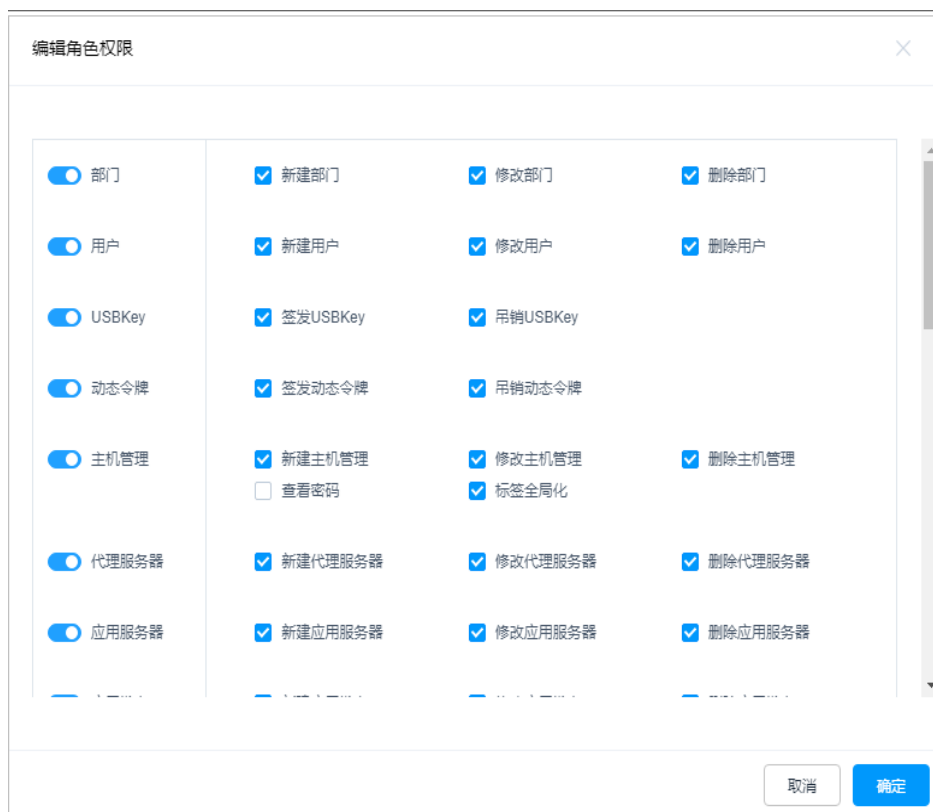 编辑角色权限
部门 新建部门 修改部门 删除部门
用户 新建用户 修改用户 删除用户
USBKey 签发USBKey 吊销USBKey
动态令牌 签发动态令牌 吊销动态令牌
主机管理 新建主机管理 修改主机管理 删除主机管理
查看密码 标签全局化
代理服务器 新建代理服务器 修改代理服务器 删除代理服务器
应用服务器 新建应用服务器 修改应用服务器 删除应用服务器
取消 确定